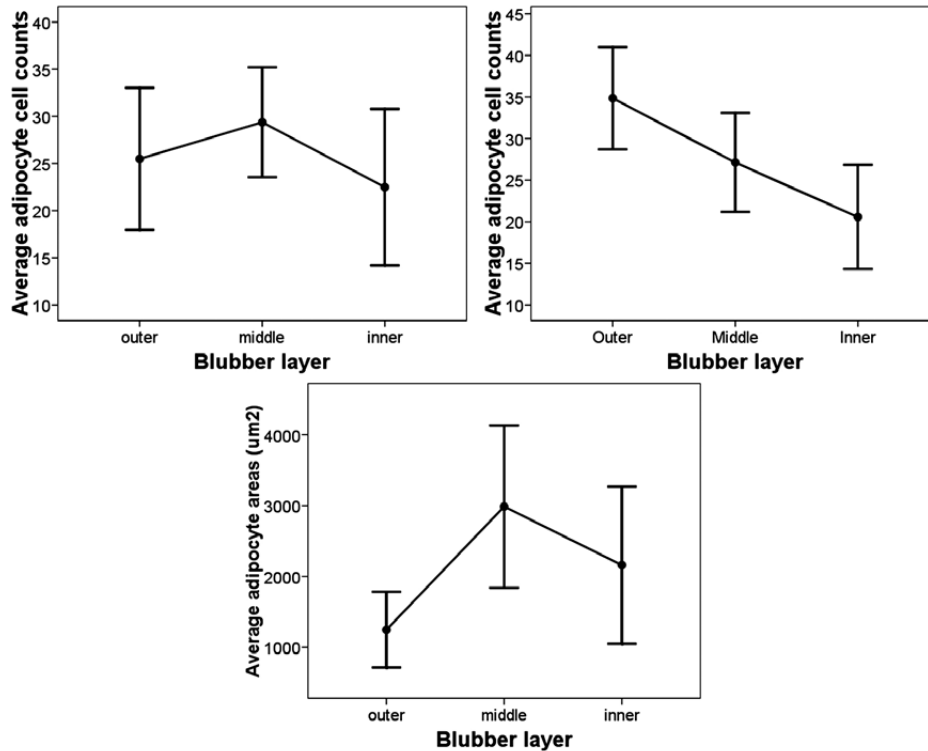 Average adipocyte cell counts
40
35
30
25
20
15
10
outer middle inner
Blubber layer
Average adipocyte cell counts
45
40
35
30
25
20
15
10
Outer Middle Inner
Blubber layer
Average adipocyte areas (um2)
4000
3000
2000
1000
outer middle inner
Blubber layer